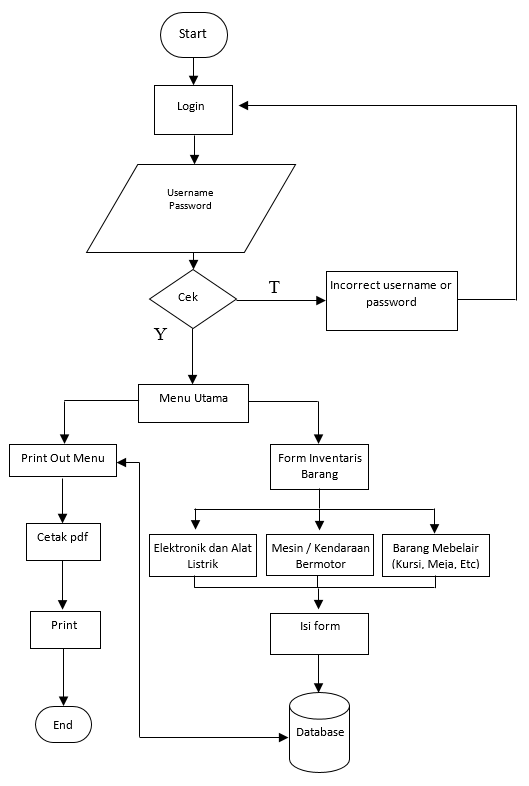 Start
Login
Username
Password
Cek
T
Incorrect username or
password
Y
Menu Utama
Print Out Menu
Form Inventaris
Barang
Cetak pdf
Elektronik dan Alat
Listrik
Mesin / Kendaraan
Bermotor
Barang Mebelair
(Kursi, Meja, Etc)
Print
Isi form
End
Database